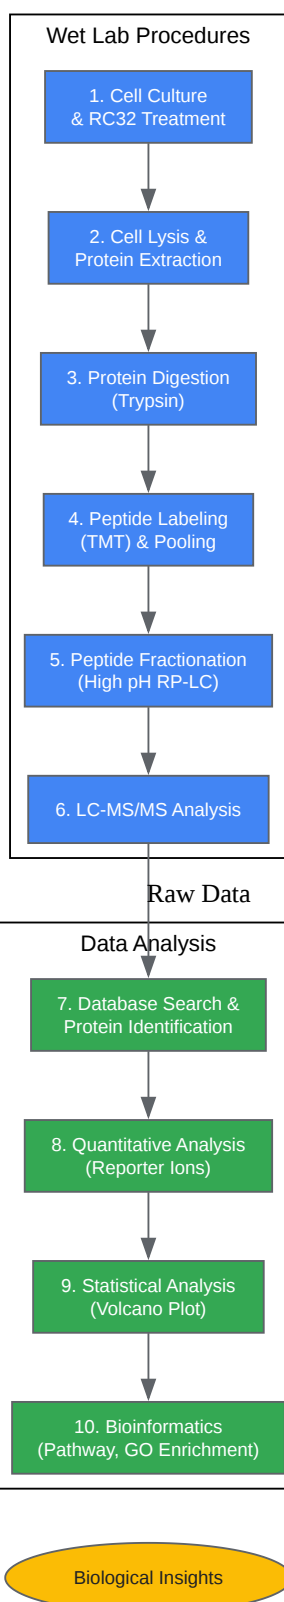 Wet Lab Procedures
1. Cell Culture
& RC32 Treatment
2. Cell Lysis &
Protein Extraction
3. Protein Digestion
(Trypsin)
4. Peptide Labeling
(TMT) & Pooling
5. Peptide Fractionation
(High pH RP-LC)
6. LC-MS/MS Analysis
Raw Data
Data Analysis
7. Database Search &
Protein Identification
8. Quantitative Analysis
(Reporter Ions)
9. Statistical Analysis
(Volcano Plot)
10. Bioinformatics
(Pathway, GO Enrichment)
Biological Insights